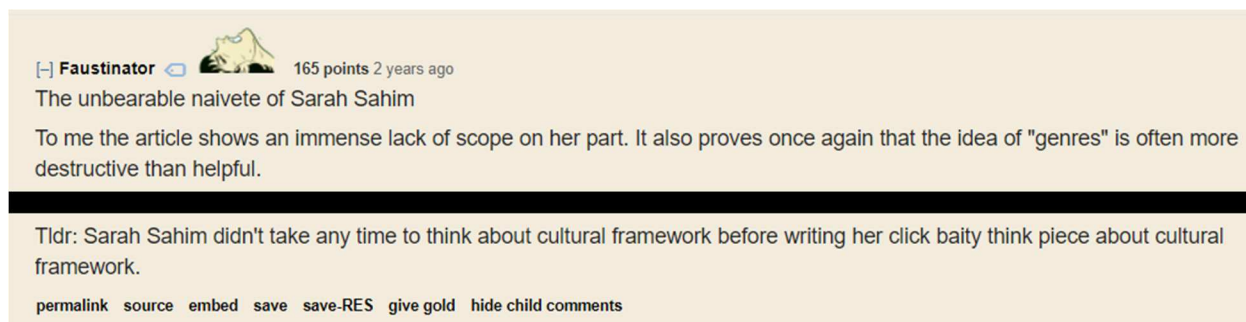 [–] Faustinator 165 points 2 years ago
The unbearable naivete of Sarah Sahim
To me the article shows an immense lack of scope on her part. It also proves once again that the idea of "genres" is often more
destructive than helpful.
Tldr: Sarah Sahim didn't take any time to think about cultural framework before writing her click baity think piece about cultural
framework.
permalink source embed save save-RES give gold hide child comments